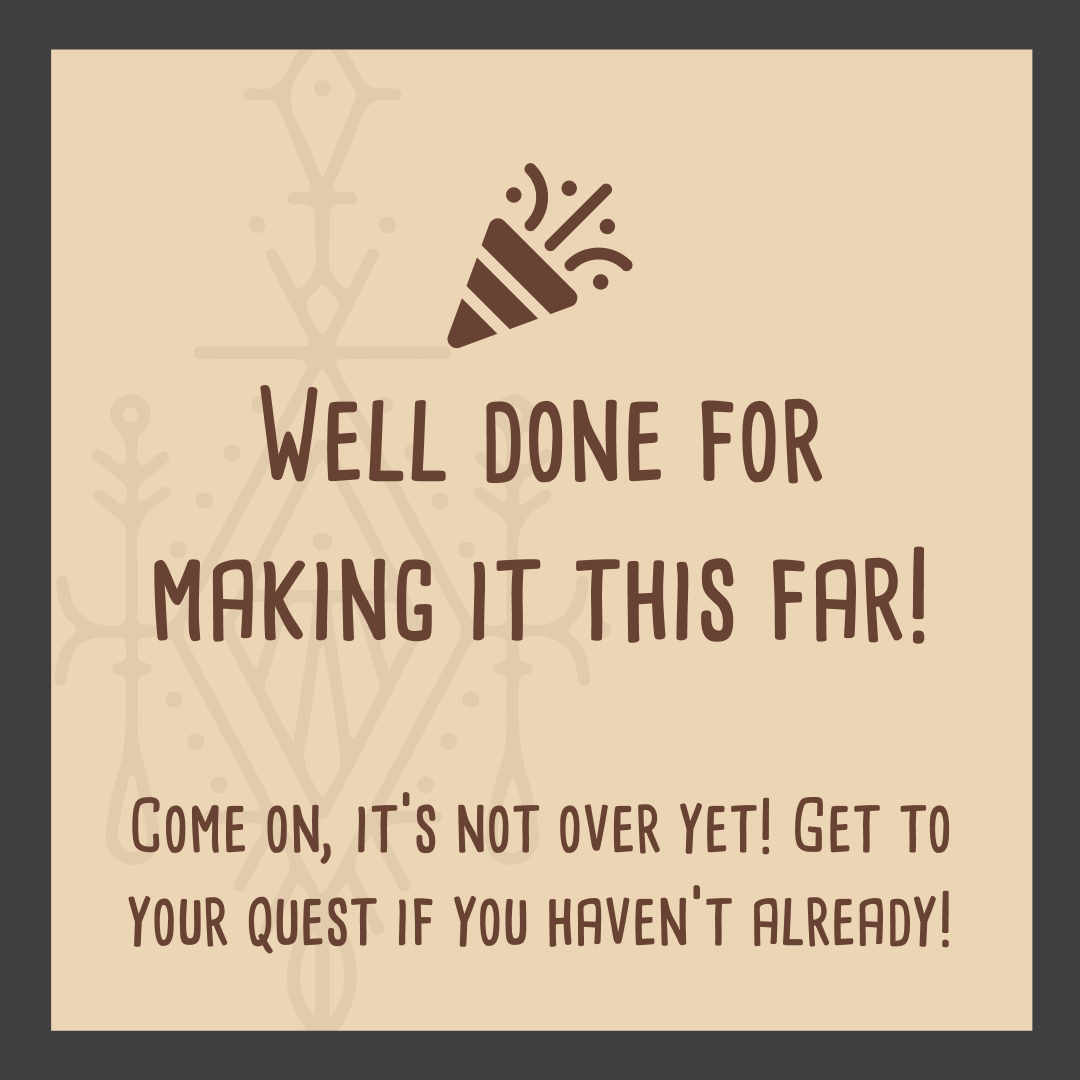 Well done for
making it this far!
Come on, it's not over yet! Get to
your quest if you haven't already!